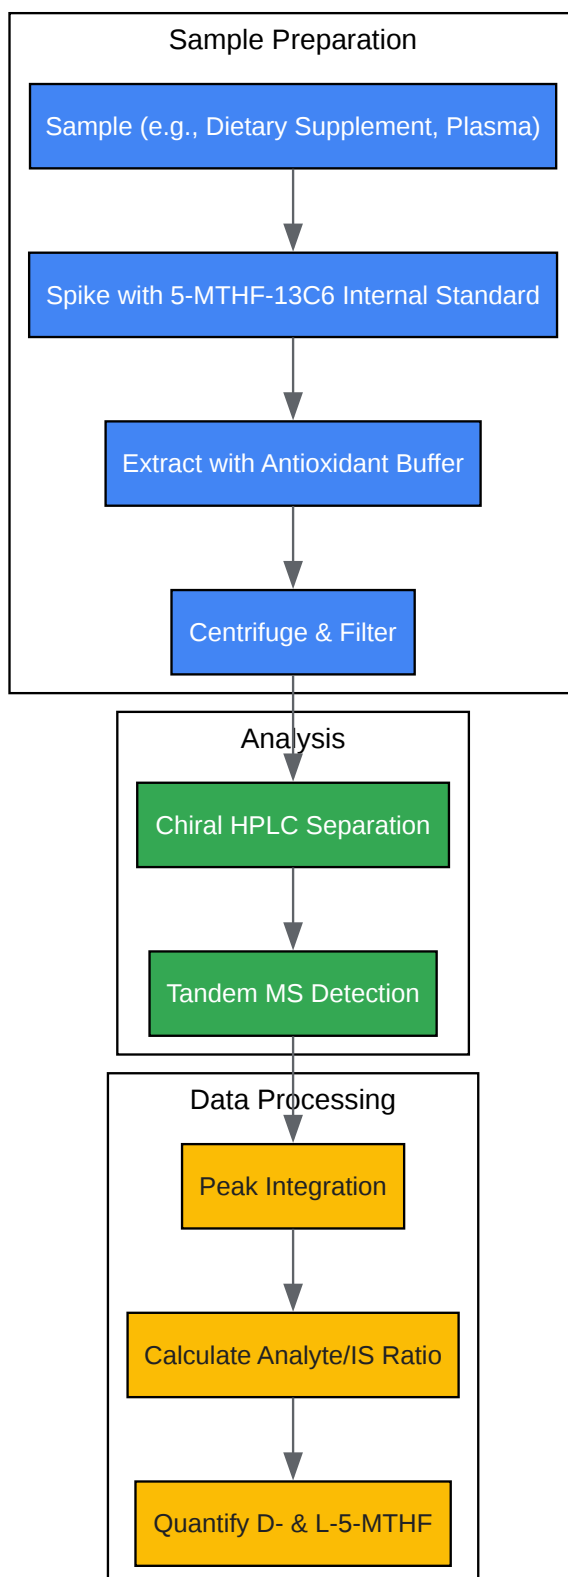 Sample Preparation
Sample (e.g., Dietary Supplement, Plasma)
Spike with 5-MTHF-13C6 Internal Standard
Extract with Antioxidant Buffer
Centrifuge & Filter
Analysis
Chiral HPLC Separation
Tandem MS Detection
Data Processing
Peak Integration
Calculate Analyte/IS Ratio
Quantify D- & L-5-MTHF